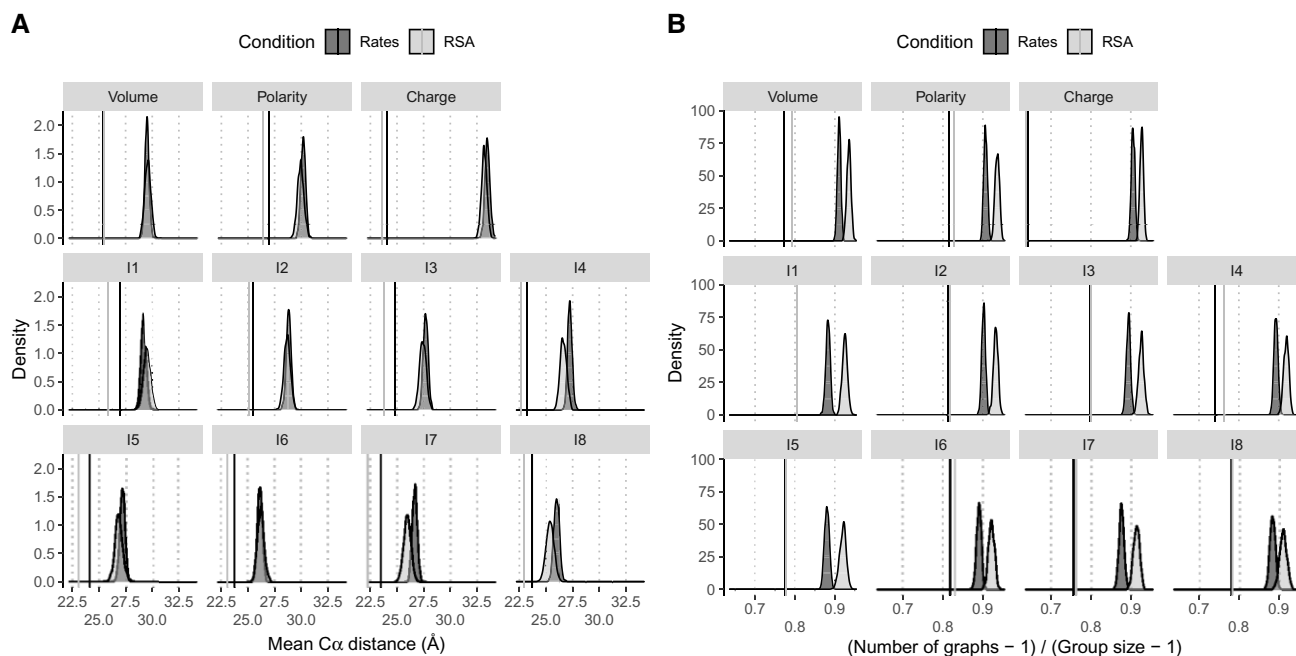 A
Condition Rates RSA
Volume Polarity Charge
2.0
1.5
1.0
0.5
0.0
I1 I2 I3 I4
2.0
1.5
1.0
0.5
0.0
I5 I6 I7 I8
2.0
1.5
1.0
0.5
0.0
Density
22.5 27.5 32.5 22.5 27.5 32.5 22.5 27.5 32.5 22.5 27.5 32.5
25.0 30.0 25.0 30.0 25.0 30.0 25.0 30.0
Mean Cα distance (Å)
B
Condition Rates RSA
Volume Polarity Charge
100
75
50
25
0
I1 I2 I3 I4
100
75
50
25
0
I5 I6 I7 I8
100
75
50
25
0
Density
0.7 0.9 0.7 0.9 0.7 0.9 0.7 0.9
0.8 0.8 0.8 0.8
(Number of graphs − 1) / (Group size − 1)